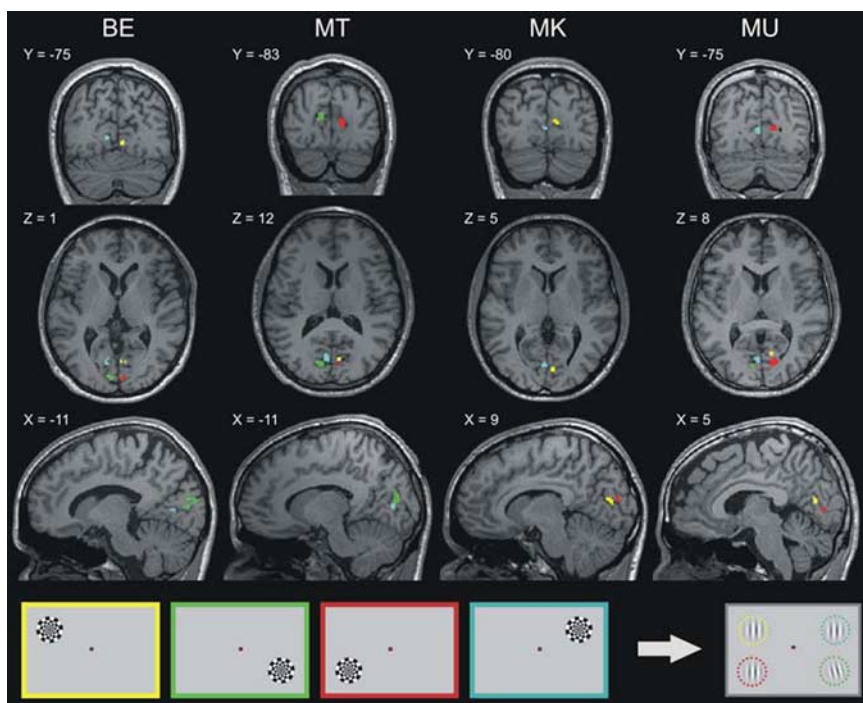 BE MT MK MU
Y = -75 Y = -83 Y = -80 Y = -75
Z = 1 Z = 12 Z = 5 Z = 8
X = -11 X = -11 X = 9 X = 5